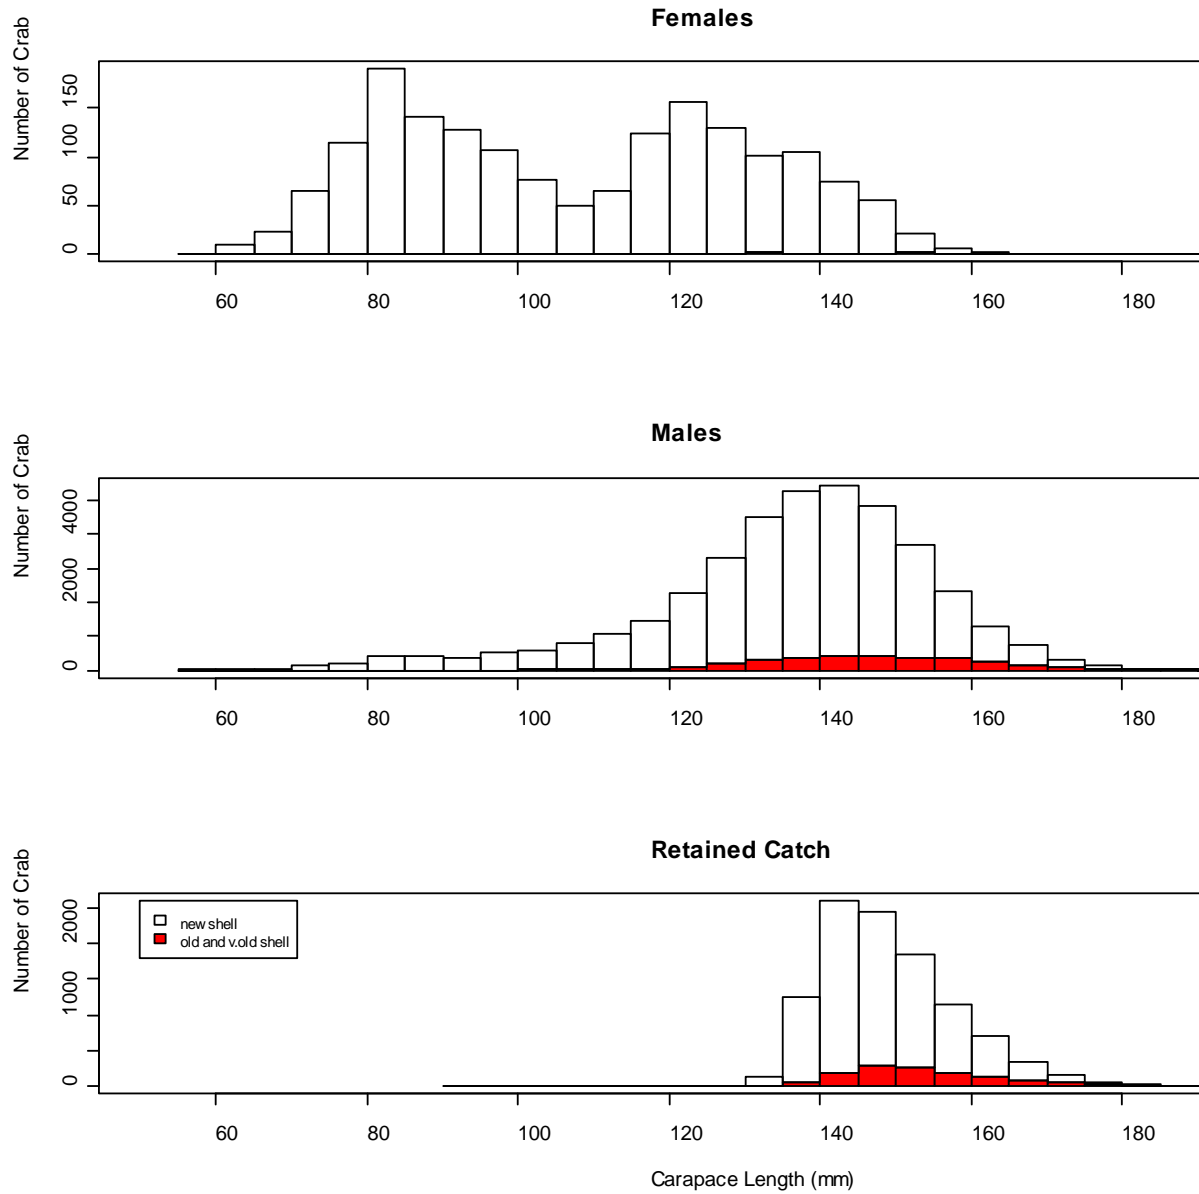 Females
Number of Crab
150
100
50
0
60 80 100 120 140 160 180
Males
Number of Crab
4000
2000
0
60 80 100 120 140 160 180
Retained Catch
Number of Crab
2000
1000
0
new shell
old and v.old shell
60 80 100 120 140 160 180
Carapace Length (mm)